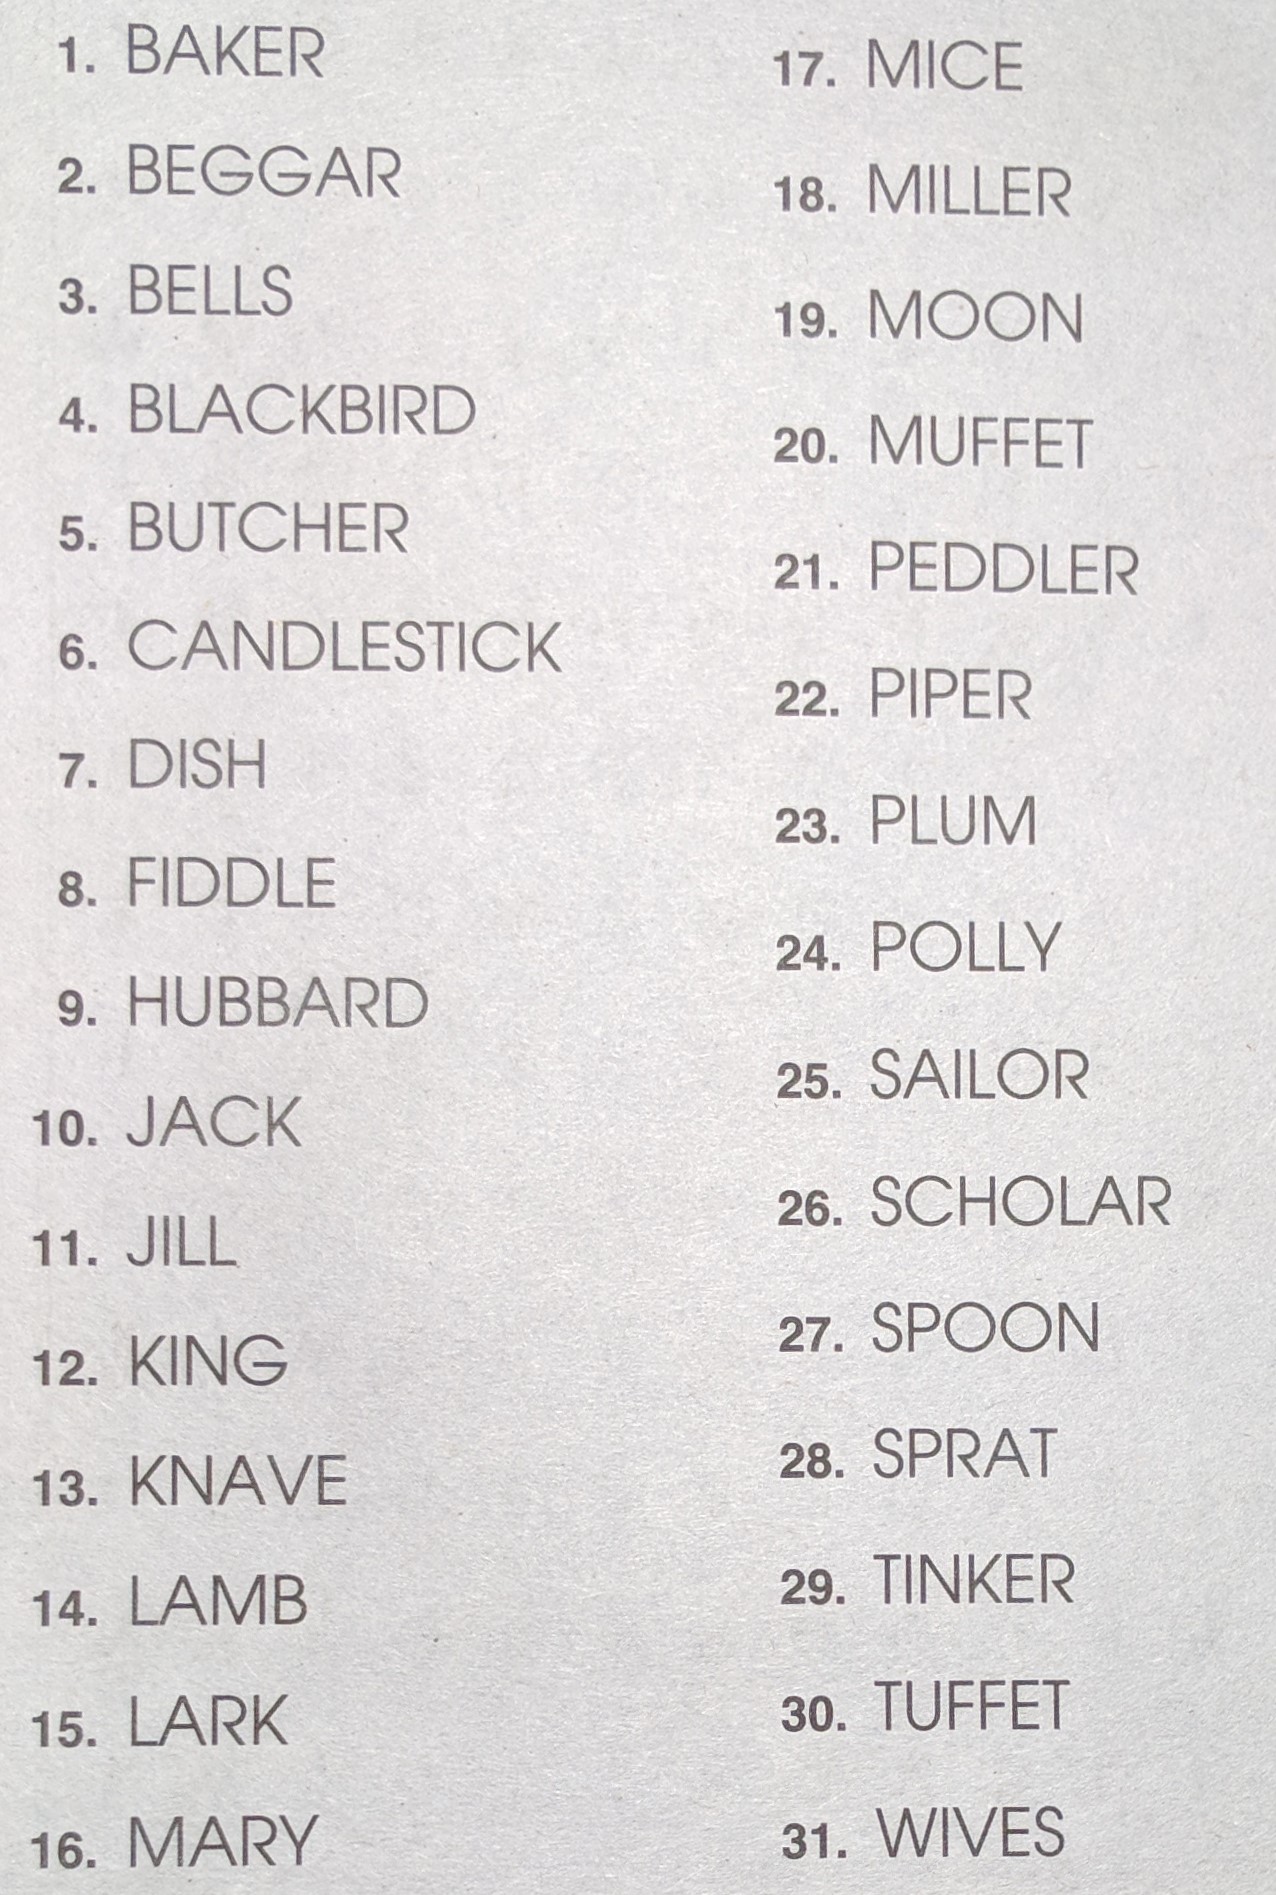 1. BAKER
2. BEGGAR
3. BELLS
4. BLACKBIRD
5. BUTCHER
6. CANDLESTICK
7. DISH
8. FIDDLE
9. HUBBARD
10. JACK
11. JILL
12. KING
13. KNAVE
14. LAMB
15. LARK
16. MARY
17. MICE
18. MILLER
19. MOON
20. MUFFET
21. PEDDLER
22. PIPER
23. PLUM
24. POLLY
25. SAILOR
26. SCHOLAR
27. SPOON
28. SPRAT
29. TINKER
30. TUFFET
31. WIVES